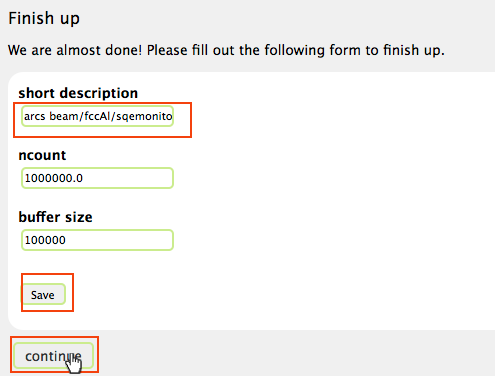 Finish up
We are almost done! Please fill out the following form to finish up.
short description
arcs beam/fccAl/sqemonito
ncount
1000000.0
buffer size
100000
Save
continue